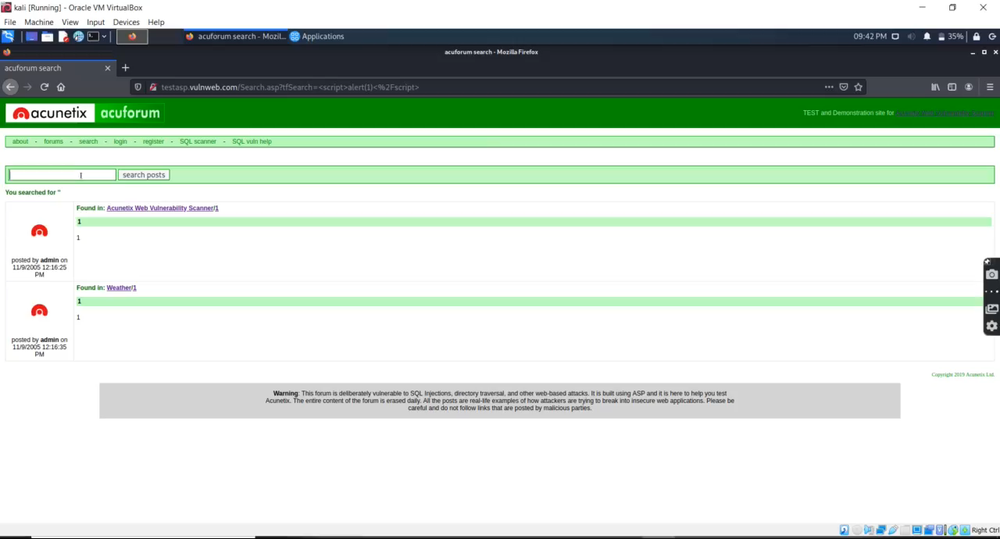 kali [Running] - Oracle VM VirtualBox
File Machine View Input Devices Help
acuforum search - Mozil... Applications 09:42 PM 35%
acuforum search - Mozilla Firefox
acuforum search
testasp.vulnweb.com/Search.asp?tfSearch=<script>alert(1)<%2Fscript>
acunetix acuforum
TEST and Demonstration site for
about - forums - search - login - register - SQL scanner - SQL vuln help
search posts
You searched for ''
Found in: Acunetix Web Vulnerability Scanner/1
1
1
posted by admin on
11/9/2005 12:16:25
PM
Found in: Weather/1
1
1
posted by admin on
11/9/2005 12:16:35
PM
Copyright 2019 Acunetix Ltd.
Warning: This forum is deliberately vulnerable to SQL Injections, directory traversal, and other web-based attacks. It is built using ASP and it is here to help you test
Acunetix. The entire content of the forum is erased daily. All the posts are real-life examples of how attackers are trying to break into insecure web applications. Please be
careful and do not follow links that are posted by malicious parties.
Right Ctrl